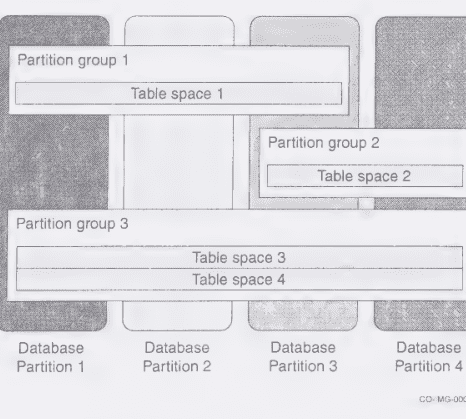 Partition group 1
Table space 1
Partition group 2
Table space 2
Partition group 3
Table space 3
Table space 4
Database Partition 1
Database Partition 2
Database Partition 3
Database Partition 4